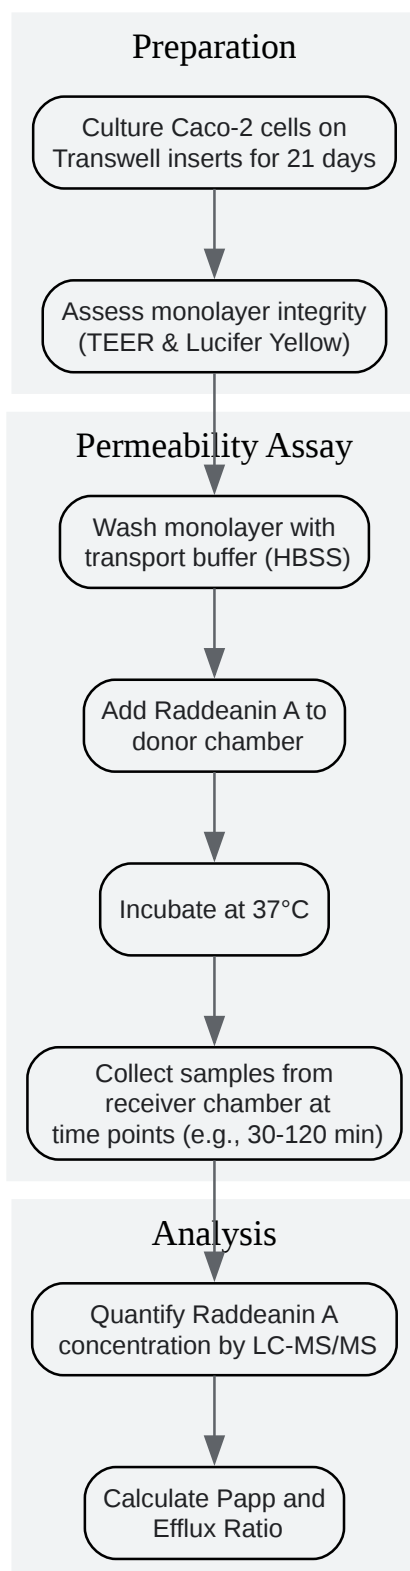 Preparation
Culture Caco-2 cells on
Transwell inserts for 21 days
Assess monolayer integrity
(TEER & Lucifer Yellow)
Permeability Assay
Wash monolayer with
transport buffer (HBSS)
Add Raddeanin A to
donor chamber
Incubate at 37°C
Collect samples from
receiver chamber at
time points (e.g., 30-120 min)
Analysis
Quantify Raddeanin A
concentration by LC-MS/MS
Calculate Papp and
Efflux Ratio